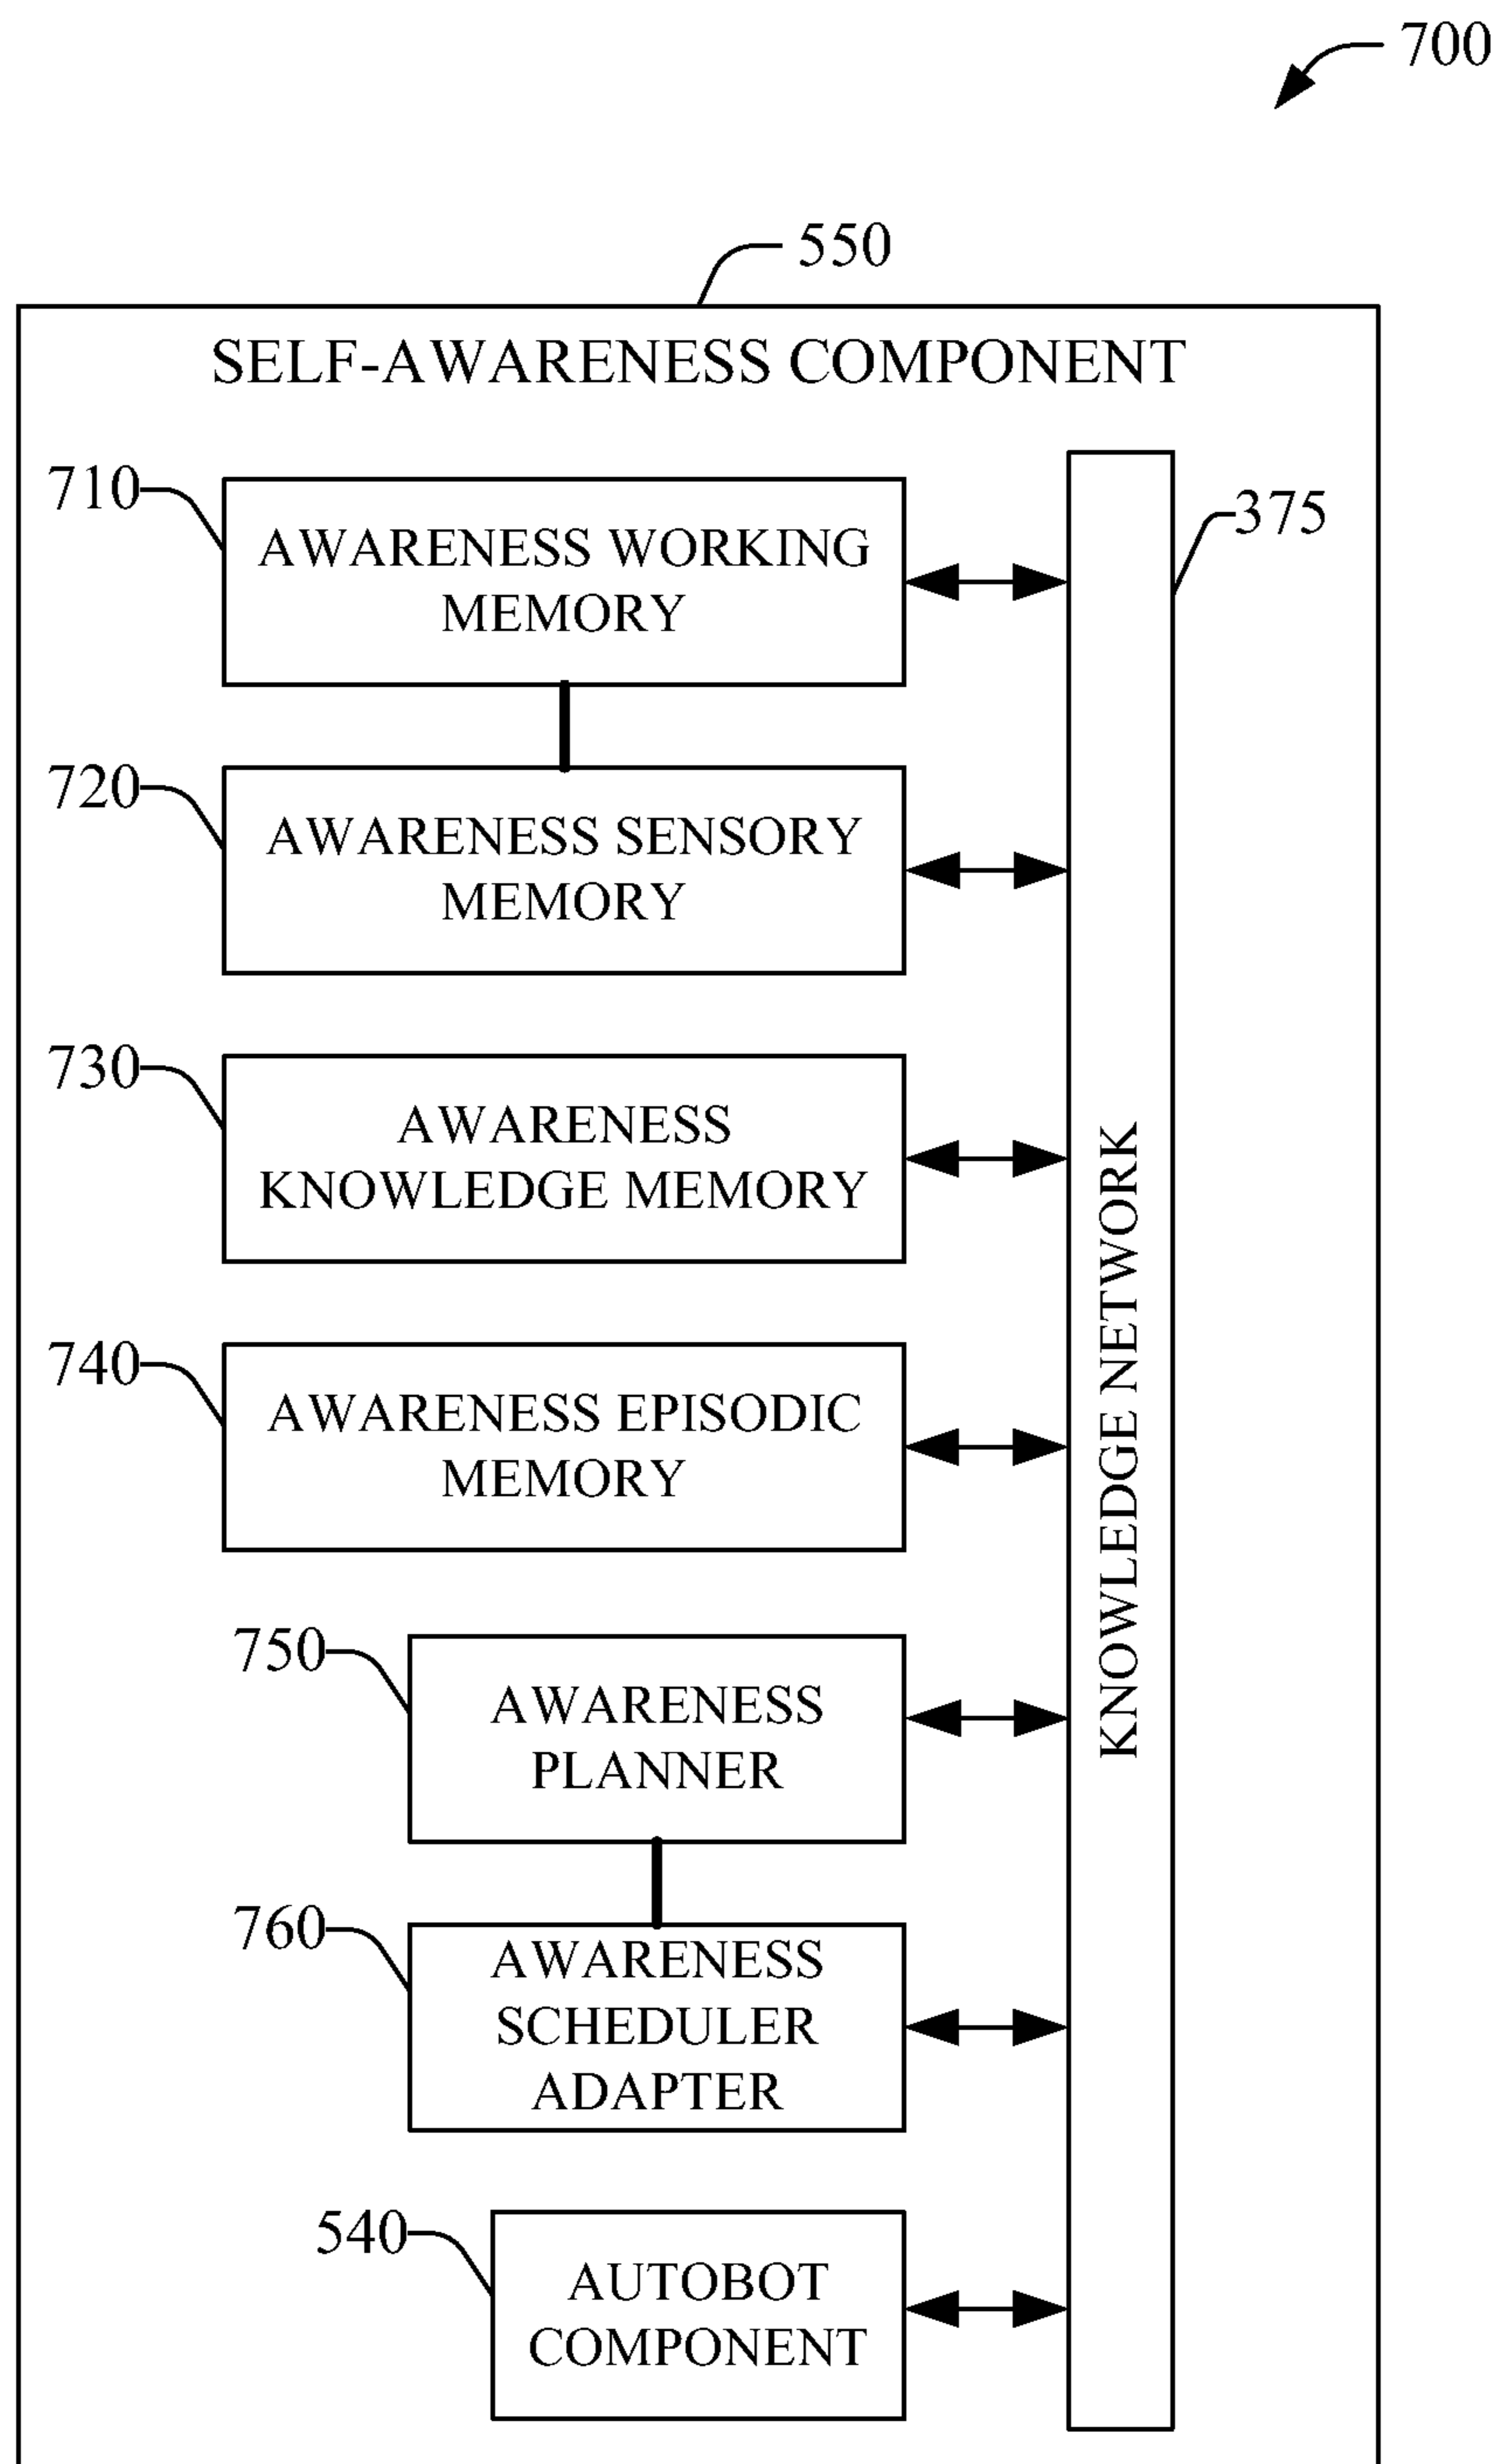 700
550
SELF-AWARENESS COMPONENT
710
AWARENESS WORKING
MEMORY
375
720
AWARENESS SENSORY
MEMORY
730
AWARENESS
KNOWLEDGE MEMORY
KNOWLEDGE NETWORK
740
AWARENESS EPISODIC
MEMORY
750
AWARENESS
PLANNER
760
AWARENESS
SCHEDULER
ADAPTER
540
AUTOBOT
COMPONENT